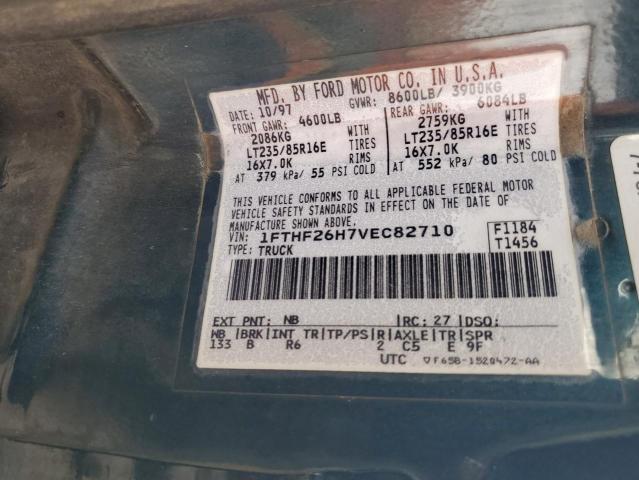 MFD. BY FORD MOTOR CO. IN U.S.A.
DATE: 10/97 GVWR: 8600LB/ 3900KG
FRONT GAWR: 4600LB REAR GAWR: 6084LB
2086KG 2759KG
LT235/85R16E TIRES LT235/85R16E TIRES
16X7.0K RIMS 16X7.0K RIMS
AT 379 kPa/ 55 PSI COLD AT 552 kPa/ 80 PSI COLD
THIS VEHICLE CONFORMS TO ALL APPLICABLE FEDERAL MOTOR
VEHICLE SAFETY STANDARDS IN EFFECT ON THE DATE OF
MANUFACTURE SHOWN ABOVE.
VIN: 1FTHF26H7VEC82710 F1184
TYPE: TRUCK T1456
EXT PNT: NB RC: 27 DSO:
WB BRK INT TR TP/PS R AXLE TR SPR
133 B R6 2 C5 E 9F
UTC F65B-1520472-AA